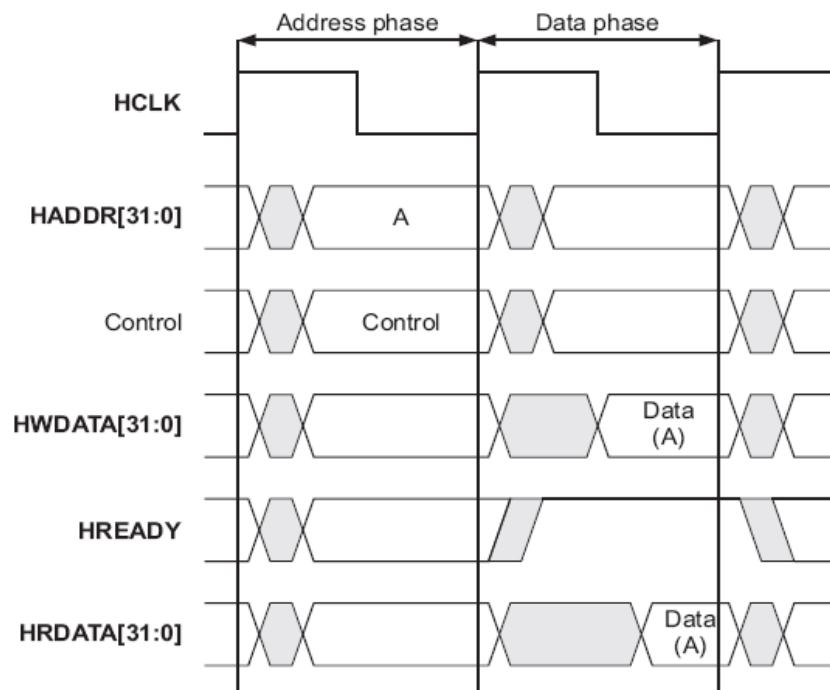 Address phase
Data phase
HCLK
HADDR[31:0]
A
Control
Control
HWDATA[31:0]
Data
(A)
HREADY
HRDATA[31:0]
Data
(A)